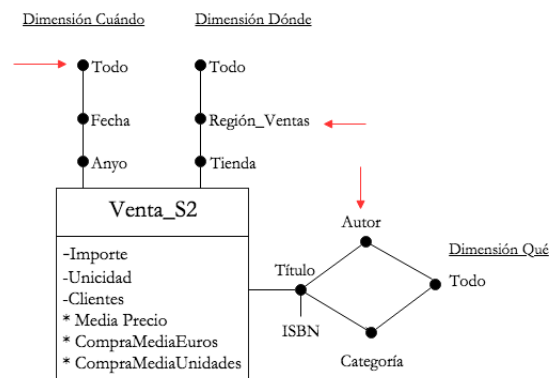 Dimensión Cuándo
Dimensión Dónde
Todo
Todo
Fecha
Región_Ventas
Anyo
Tienda
Venta_S2
-Importe
-Unicidad
-Clientes
* Media Precio
* CompraMediaEuros
* CompraMediaUnidades
Autor
Dimensión Qué
Título
Todo
ISBN
Categoría